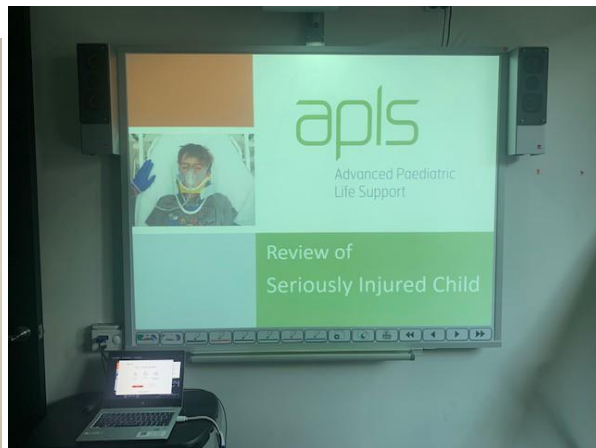 apls
Advanced Paediatric
Life Support
Review of
Seriously Injured Child